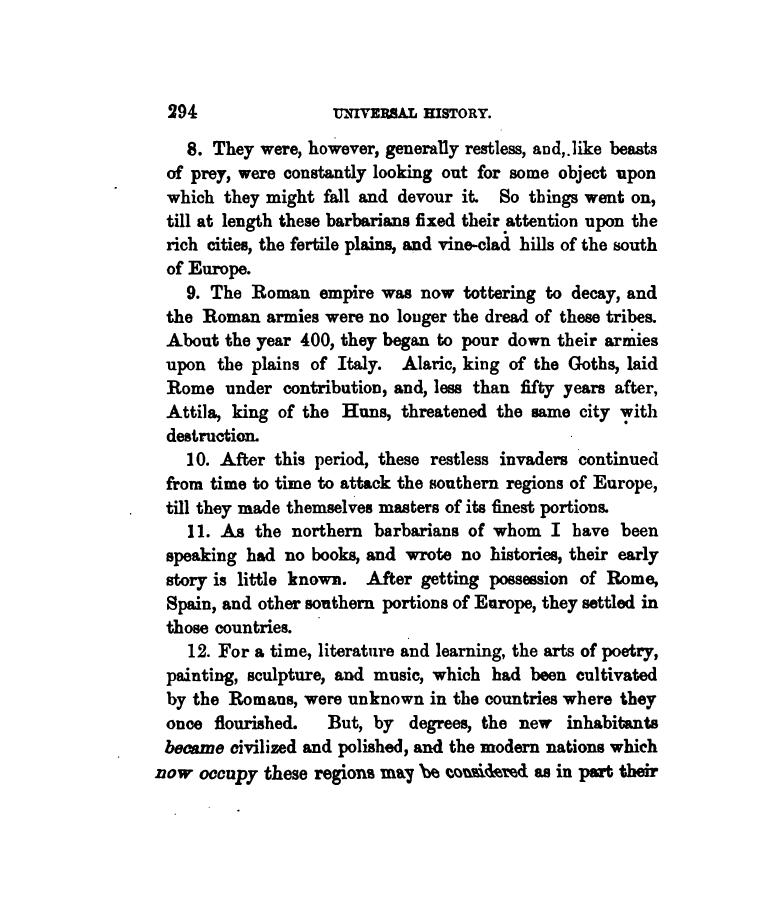 294 UNIVERSAL HISTORY.
8. They were, however, generally restless, and, like beasts
of prey, were constantly looking out for some object upon
which they might fall and devour it. So things went on,
till at length these barbarians fixed their attention upon the
rich cities, the fertile plains, and vine-clad hills of the south
of Europe.
9. The Roman empire was now tottering to decay, and
the Roman armies were no longer the dread of these tribes.
About the year 400, they began to pour down their armies
upon the plains of Italy. Alaric, king of the Goths, laid
Rome under contribution, and, less than fifty years after,
Attila, king of the Huns, threatened the same city with
destruction.
10. After this period, these restless invaders continued
from time to time to attack the southern regions of Europe,
till they made themselves masters of its finest portions.
11. As the northern barbarians of whom I have been
speaking had no books, and wrote no histories, their early
story is little known. After getting possession of Rome,
Spain, and other southern portions of Europe, they settled in
those countries.
12. For a time, literature and learning, the arts of poetry,
painting, sculpture, and music, which had been cultivated
by the Romans, were unknown in the countries where they
once flourished. But, by degrees, the new inhabitants
became civilized and polished, and the modern nations which
now occupy these regions may be considered as in part their